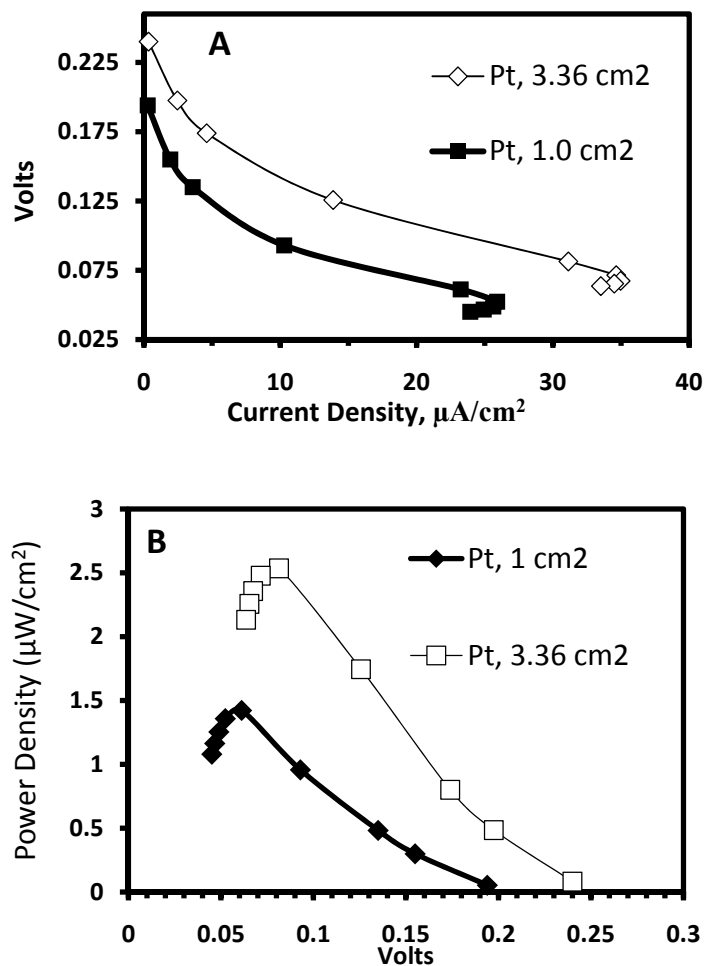 A
Pt, 3.36 cm2
Pt, 1.0 cm2
Volts
0.225
0.175
0.125
0.075
0.025
0 10 20 30 40
Current Density, µA/cm²
B
Pt, 1 cm2
Pt, 3.36 cm2
Power Density (µW/cm²)
3
2.5
2
1.5
1
0.5
0
0 0.05 0.1 0.15 0.2 0.25 0.3
Volts